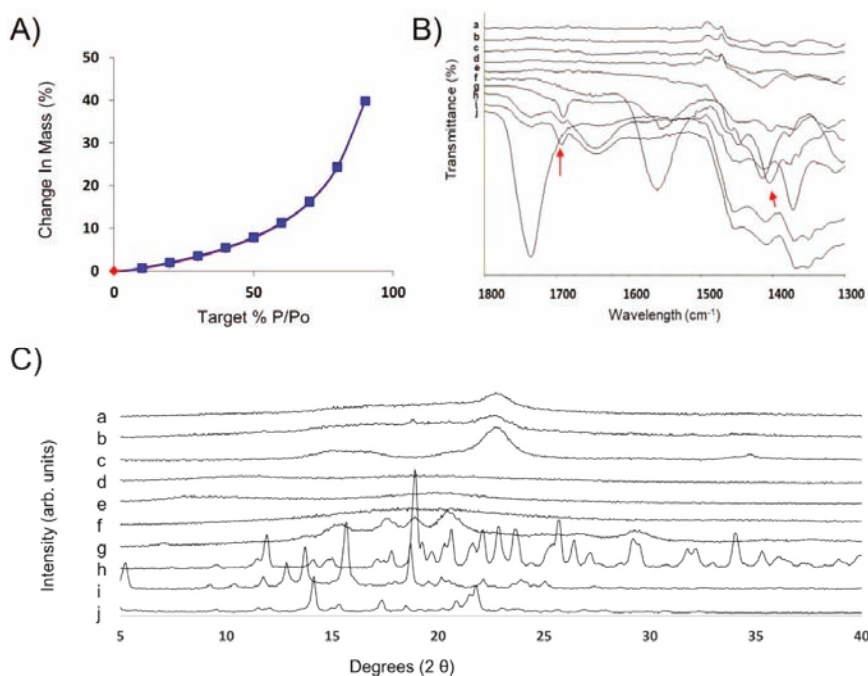 A)
50
40
30
20
10
0
0
50
100
Change In Mass (%)
Target % P/Po
B)
a
b
c
d
e
f
g
h
i
j
Transmittance (%)
1800
1700
1600
1500
1400
1300
Wavelength (cm⁻¹)
C)
a
b
c
d
e
f
g
h
i
j
Intensity (arb. units)
5
10
15
20
25
30
35
40
Degrees (2 θ)